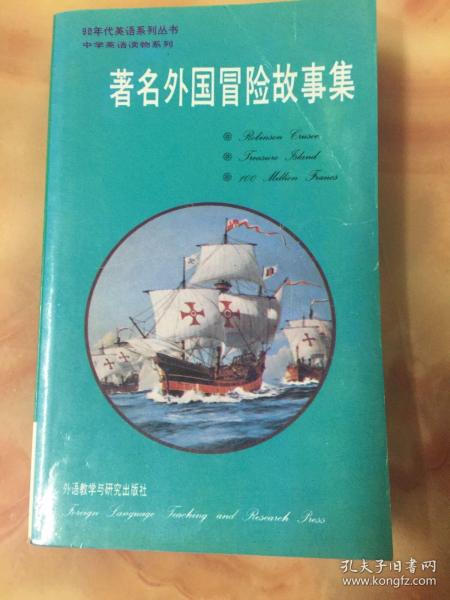 90年代英语系列丛书
中学英语读物系列
著名外国冒险故事集
Robinson Crusoe
Treasure Island
100 Million Francs
外语教学与研究出版社
Foreign Language Teaching and Research Press
孔夫子旧书网
www.kongfz.com